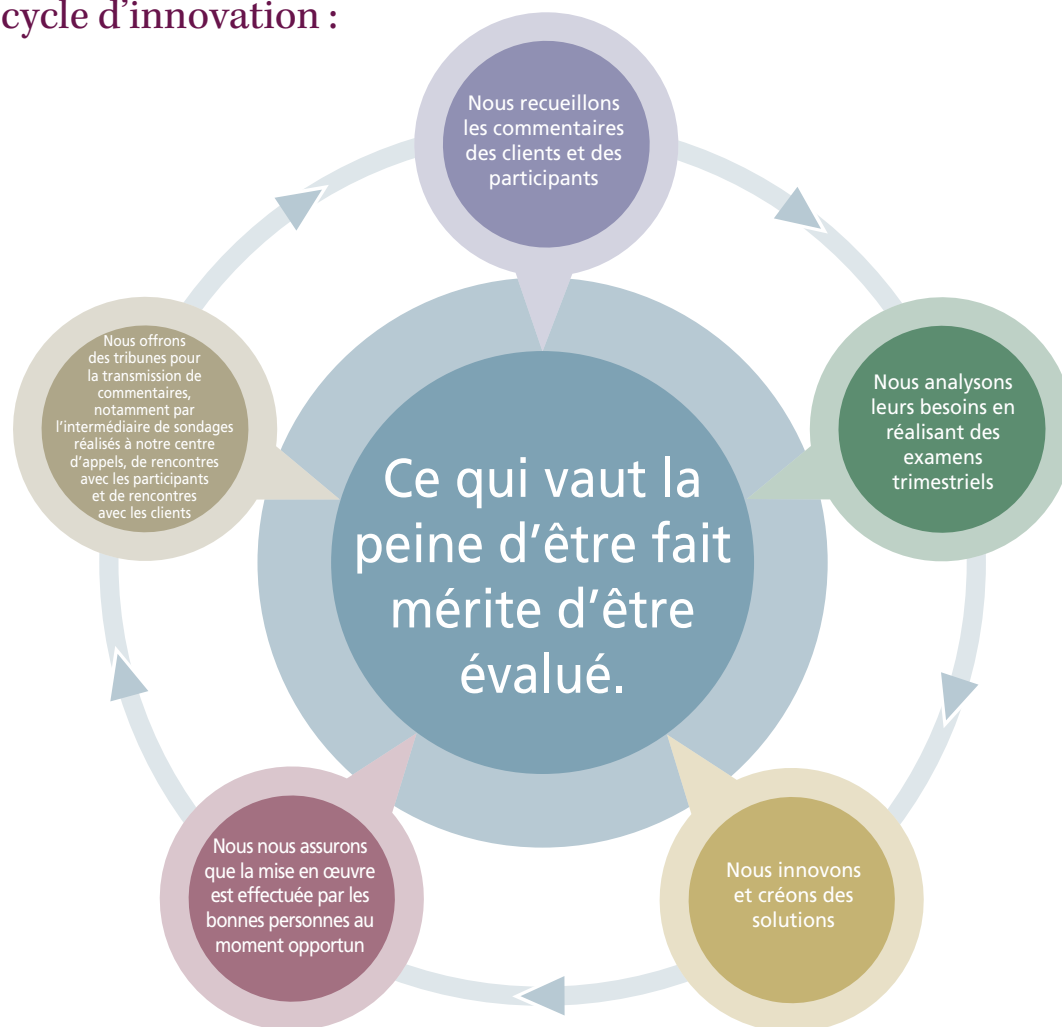 cycle d’innovation :
Nous recueillons
les commentaires
des clients et des
participants
Nous analysons
leurs besoins en
réalisant des
examens
trimestriels
Nous innovons
et créons des
solutions
Nous nous assurons
que la mise en œuvre
est effectuée par les
bonnes personnes au
moment opportun
Nous offrons
des tribunes pour
la transmission de
commentaires,
notamment par
l’intermédiaire de sondages
réalisés à notre centre
d’appels, de rencontres
avec les participants
et de rencontres
avec les clients
Ce qui vaut la
peine d’être fait
mérite d’être
évalué.